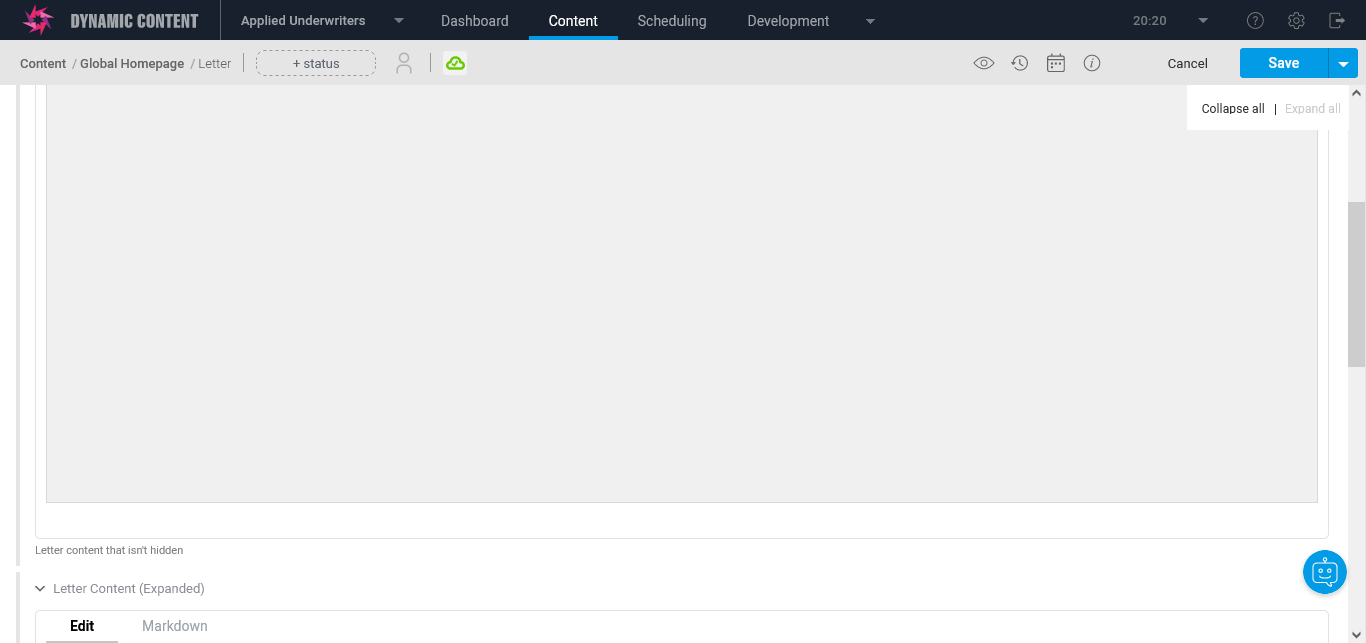 DYNAMIC CONTENT
Applied Underwriters
Dashboard
Content
Scheduling
Development
20:20
Content / Global Homepage / Letter
+ status
Cancel
Save
Collapse all | Expand all
Letter content that isn't hidden
Letter Content (Expanded)
Edit
Markdown